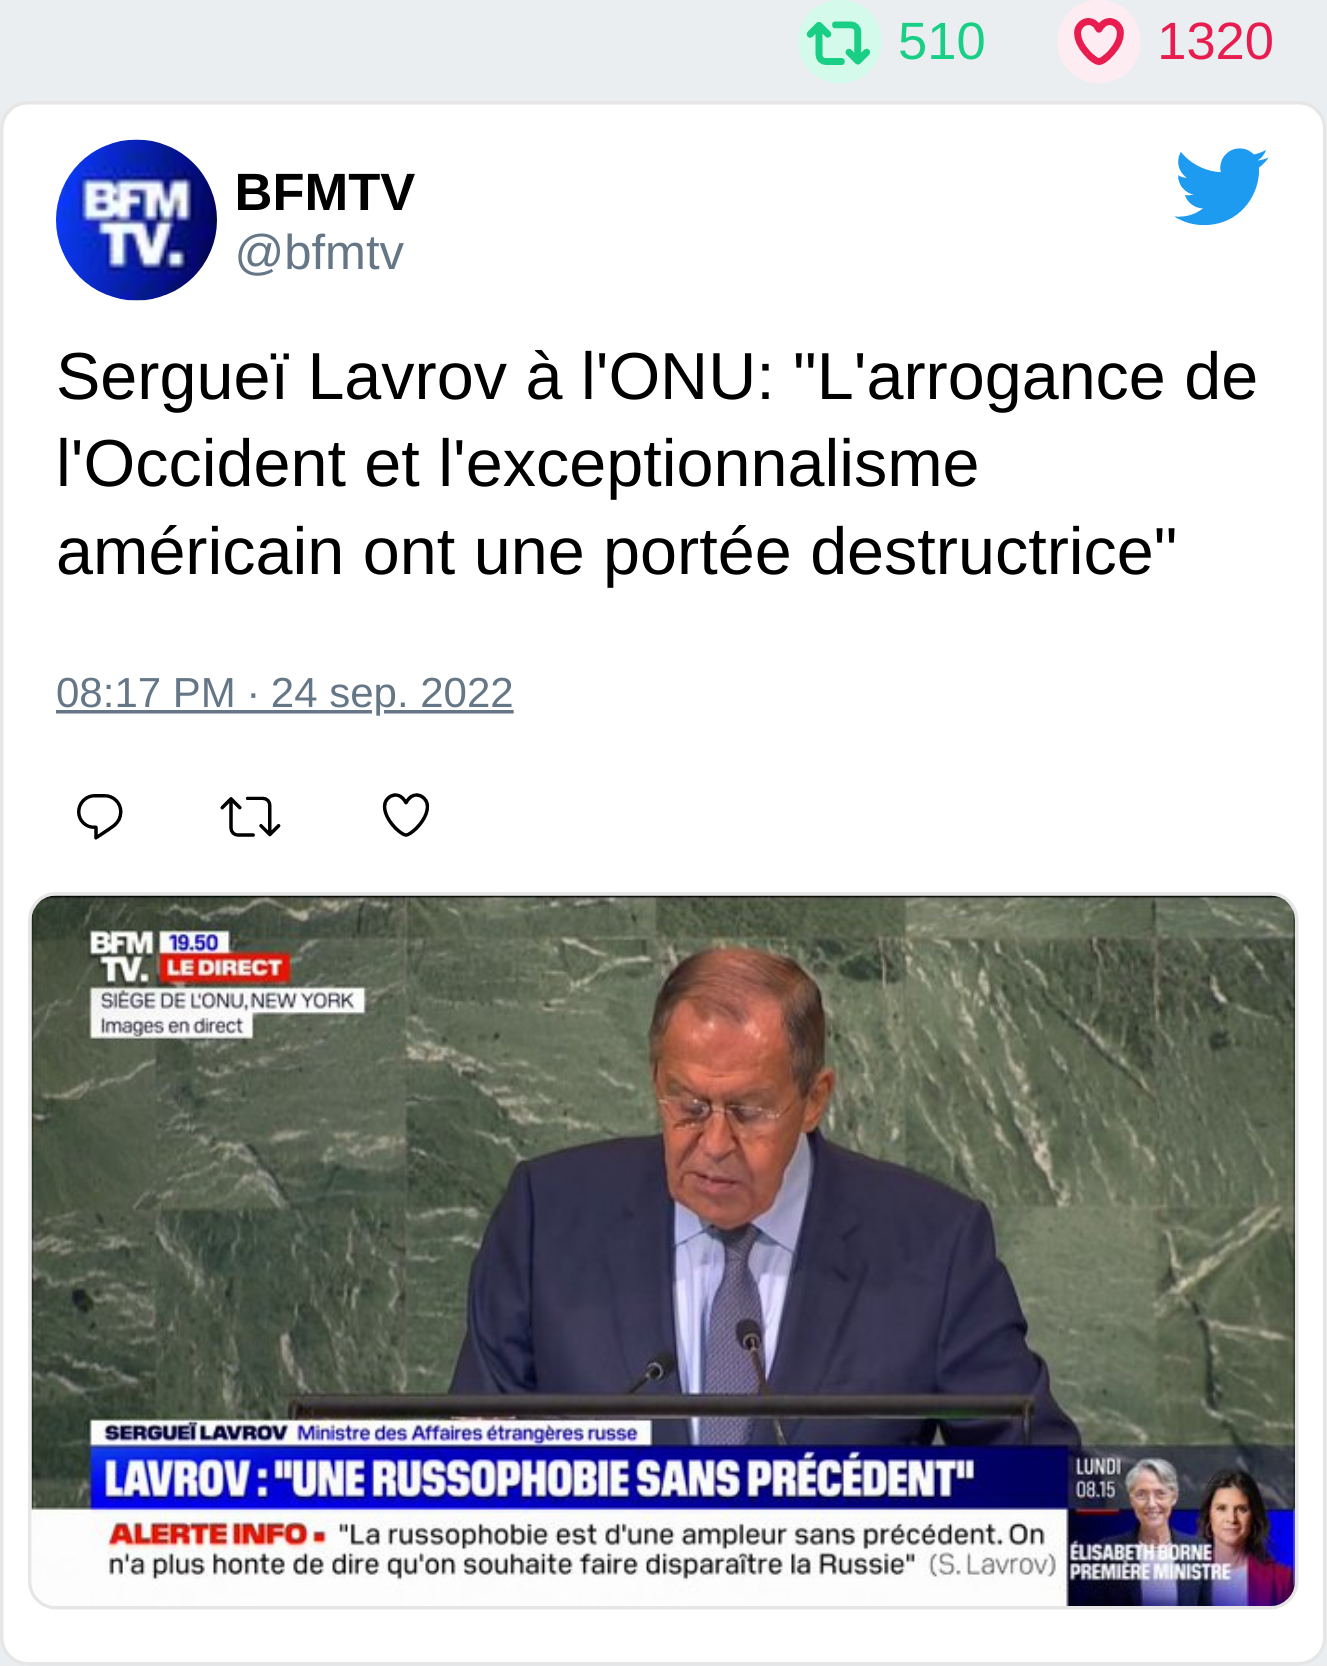 510 1320
BFM
TV.
BFMTV
@bfmtv
Sergueï Lavrov à l'ONU: "L'arrogance de
l'Occident et l'exceptionnalisme
américain ont une portée destructrice"
08:17 PM · 24 sep. 2022
BFM 19.50
TV. LE DIRECT
SIÈGE DE L'ONU, NEW YORK
Images en direct
SERGUEÏ LAVROV Ministre des Affaires étrangères russe
LAVROV : "UNE RUSSOPHOBIE SANS PRÉCÉDENT"
LUNDI
08.15
ALERTE INFO ▪ "La russophobie est d'une ampleur sans précédent. On
n'a plus honte de dire qu'on souhaite faire disparaître la Russie" (S. Lavrov)
ÉLISABETH BORNE
PREMIÈRE MINISTRE